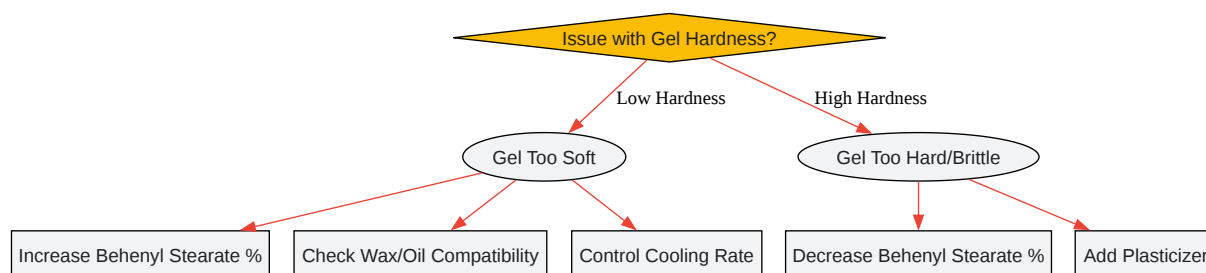 Issue with Gel Hardness?
Low Hardness
High Hardness
Gel Too Soft
Gel Too Hard/Brittle
Increase Behenyl Stearate %
Check Wax/Oil Compatibility
Control Cooling Rate
Decrease Behenyl Stearate %
Add Plasticizer